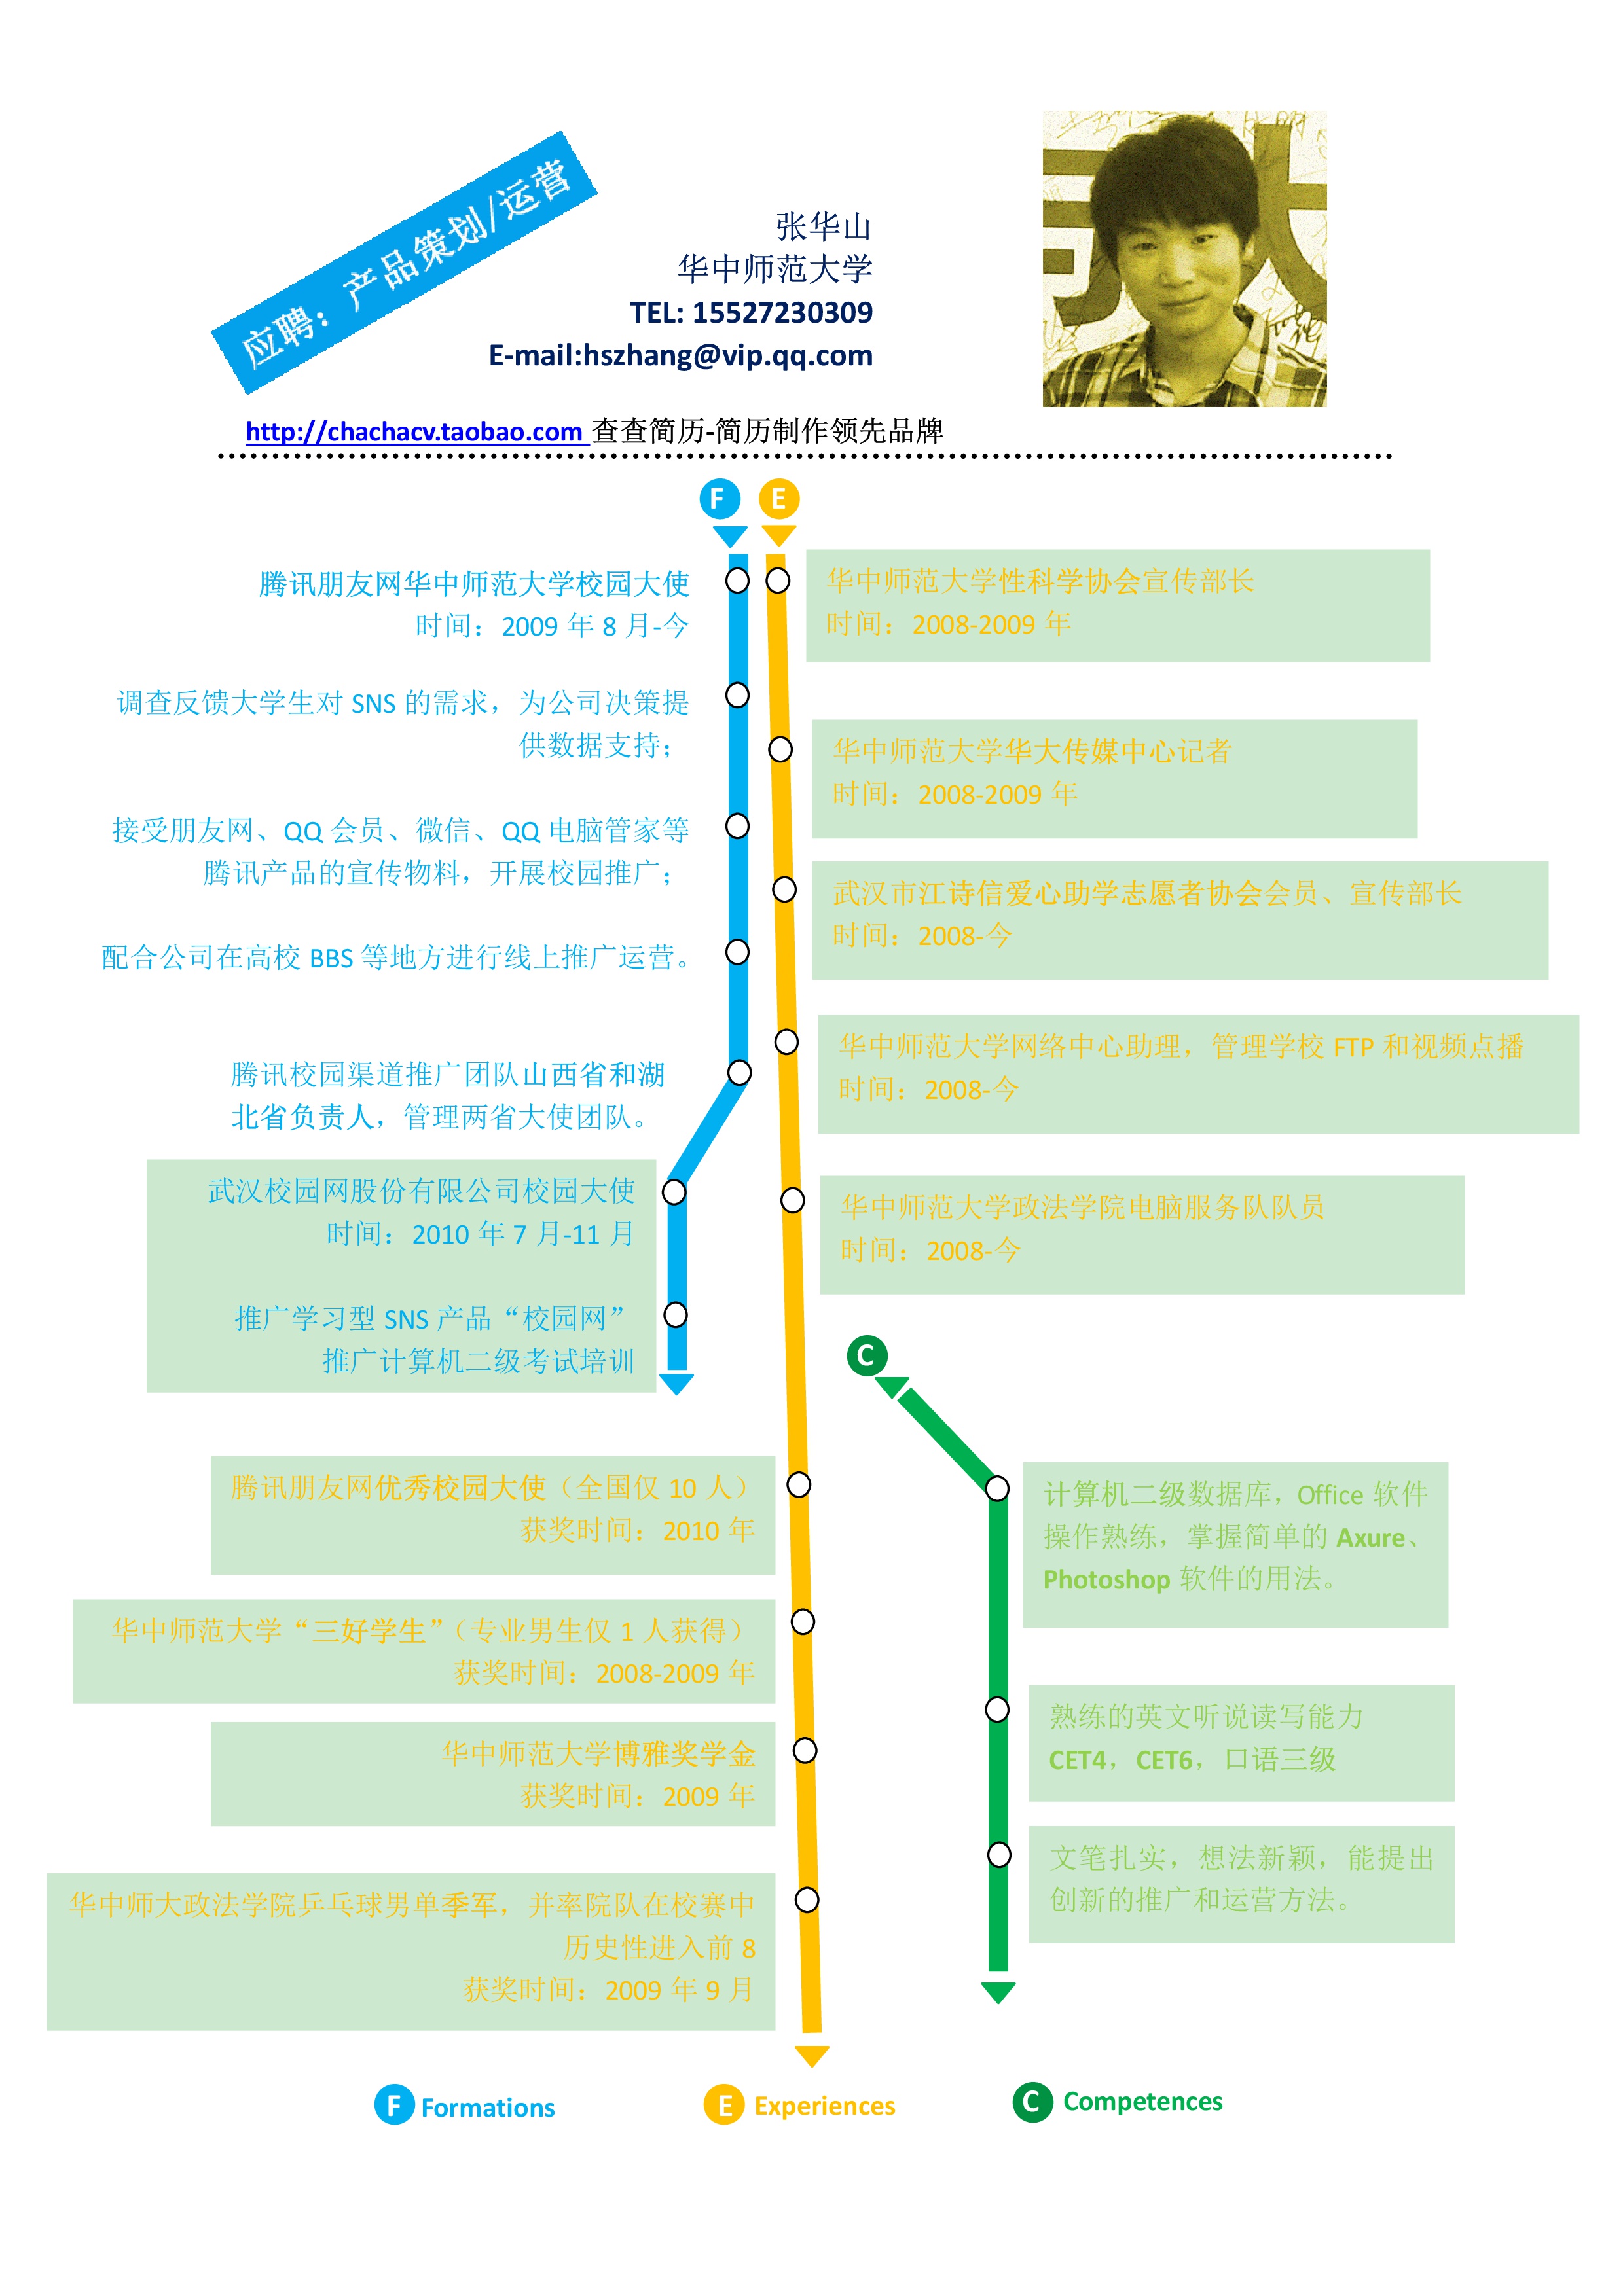 应聘：产品策划/运营
张华山
华中师范大学
TEL: 15527230309
E-mail:hszhang@vip.qq.com
http://chachacv.taobao.com 查查简历-简历制作领先品牌
F
E
腾讯朋友网华中师范大学校园大使
时间：2009 年 8 月-今
调查反馈大学生对 SNS 的需求，为公司决策提
供数据支持；
接受朋友网、QQ 会员、微信、QQ 电脑管家等
腾讯产品的宣传物料，开展校园推广；
配合公司在高校 BBS 等地方进行线上推广运营。
腾讯校园渠道推广团队山西省和湖
北省负责人，管理两省大使团队。
武汉校园网股份有限公司校园大使
时间：2010 年 7 月-11 月
推广学习型 SNS 产品“校园网”
推广计算机二级考试培训
华中师范大学性科学协会宣传部长
时间：2008-2009 年
华中师范大学华大传媒中心记者
时间：2008-2009 年
武汉市江诗信爱心助学志愿者协会会员、宣传部长
时间：2008-今
华中师范大学网络中心助理，管理学校 FTP 和视频点播
时间：2008-今
华中师范大学政法学院电脑服务队队员
时间：2008-今
腾讯朋友网优秀校园大使（全国仅 10 人）
获奖时间：2010 年
华中师范大学“三好学生”（专业男生仅 1 人获得）
获奖时间：2008-2009 年
华中师范大学博雅奖学金
获奖时间：2009 年
华中师大政法学院乒乓球男单季军，并率院队在校赛中
历史性进入前 8
获奖时间：2009 年 9 月
C
计算机二级数据库，Office 软件
操作熟练，掌握简单的 Axure、
Photoshop 软件的用法。
熟练的英文听说读写能力
CET4，CET6，口语三级
文笔扎实，想法新颖，能提出
创新的推广和运营方法。
F Formations
E Experiences
C Competences